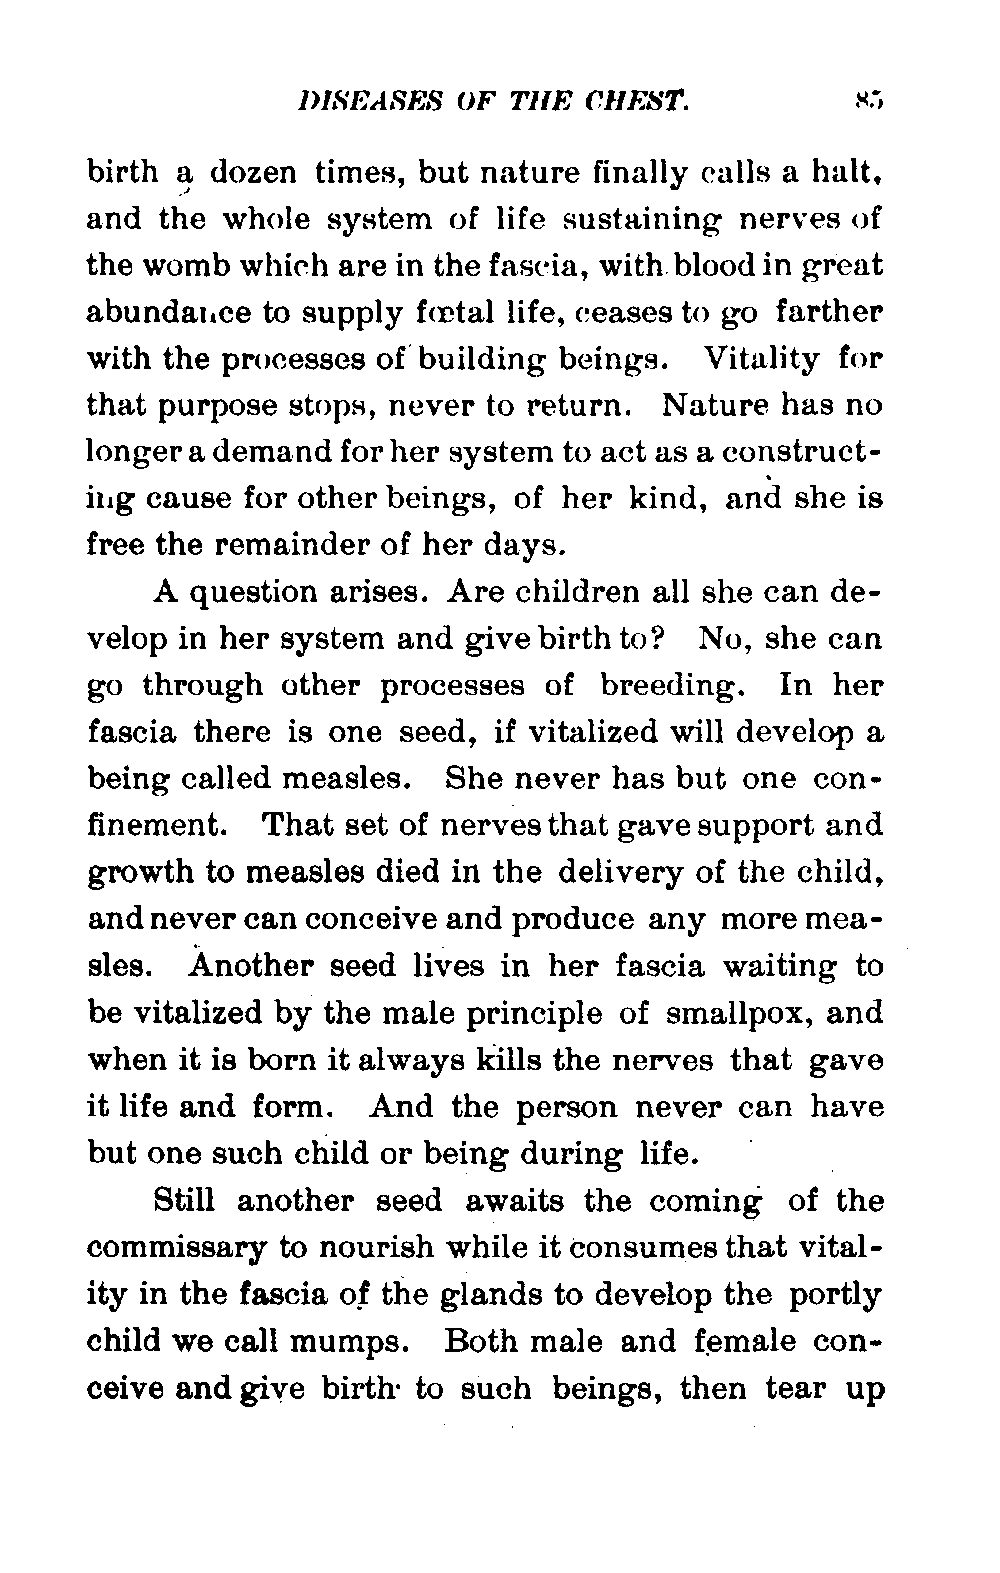 DISEASES OF THE CHEST. 85
birth a dozen times, but nature finally calls a halt,
and the whole system of life sustaining nerves of
the womb which are in the fascia, with blood in great
abundance to supply fœtal life, ceases to go farther
with the processes of building beings. Vitality for
that purpose stops, never to return. Nature has no
longer a demand for her system to act as a construct-
ing cause for other beings, of her kind, and she is
free the remainder of her days.
A question arises. Are children all she can de-
velop in her system and give birth to? No, she can
go through other processes of breeding. In her
fascia there is one seed, if vitalized will develop a
being called measles. She never has but one con-
finement. That set of nerves that gave support and
growth to measles died in the delivery of the child,
and never can conceive and produce any more mea-
sles. Another seed lives in her fascia waiting to
be vitalized by the male principle of smallpox, and
when it is born it always kills the nerves that gave
it life and form. And the person never can have
but one such child or being during life.
Still another seed awaits the coming of the
commissary to nourish while it consumes that vital-
ity in the fascia of the glands to develop the portly
child we call mumps. Both male and female con-
ceive and give birth to such beings, then tear up